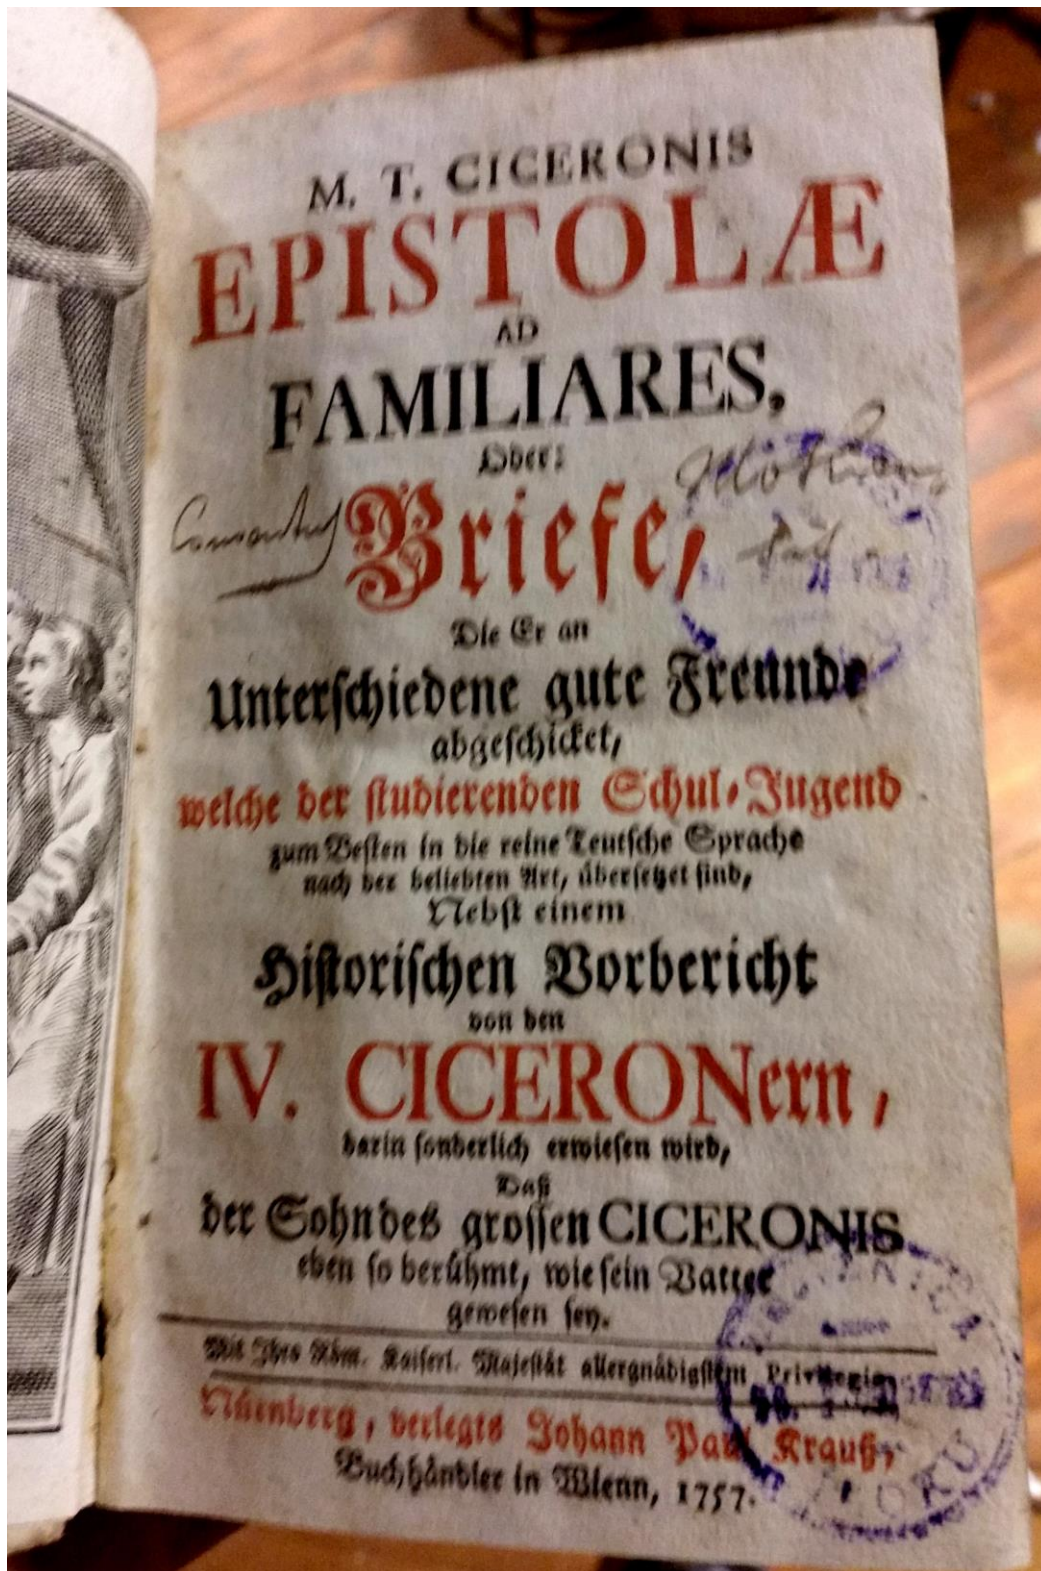 M. T. CICERONIS
EPISTOLÆ
AD
FAMILIARES,
Oder:
Briefe,
Die Er an
Unterschiedene gute Freunde
abgeschicket,
welche der studierenden Schul-Jugend
zum Besten in die reine Teutsche Sprache
nach der beliebten Art, übersetzet sind,
Nebst einem
Historischen Vorbericht
von den
IV. CICERONern,
darin sonderlich erwiesen wird,
Daß
der Sohn des grossen CICERONIS
eben so berühmt, wie sein Vatter
gewesen sey.
Mit Ihro Röm. Kaiserl. Majestät allergnädigstem Privilegio.
Nürnberg, verlegts Johann Paul Krauß,
Buchhändler in Wienn, 1757.